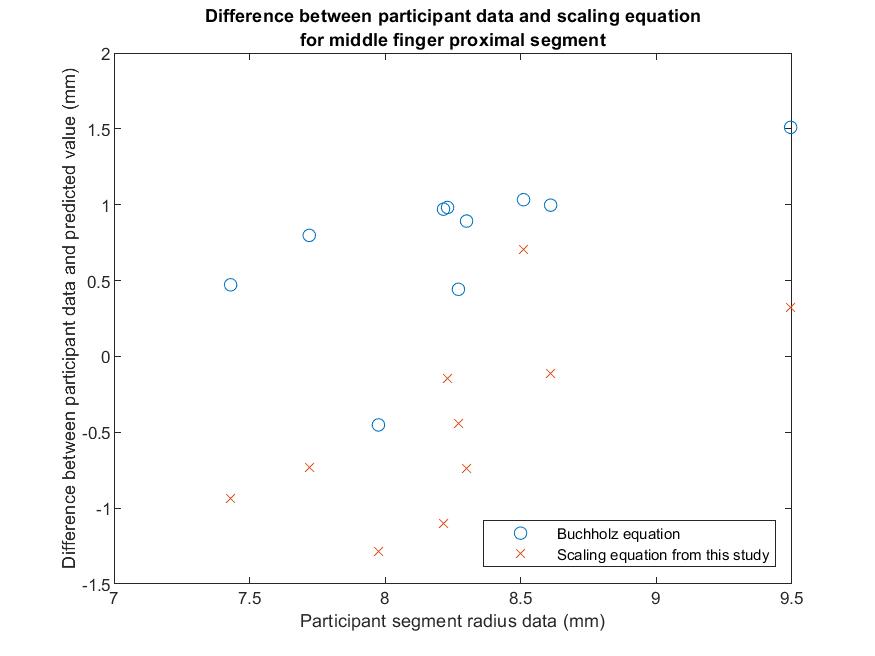 Difference between participant data and scaling equation
for middle finger proximal segment
Difference between participant data and predicted value (mm)
2
1.5
1
0.5
0
-0.5
-1
-1.5
7
7.5
8
8.5
9
9.5
Participant segment radius data (mm)
Buchholz equation
Scaling equation from this study